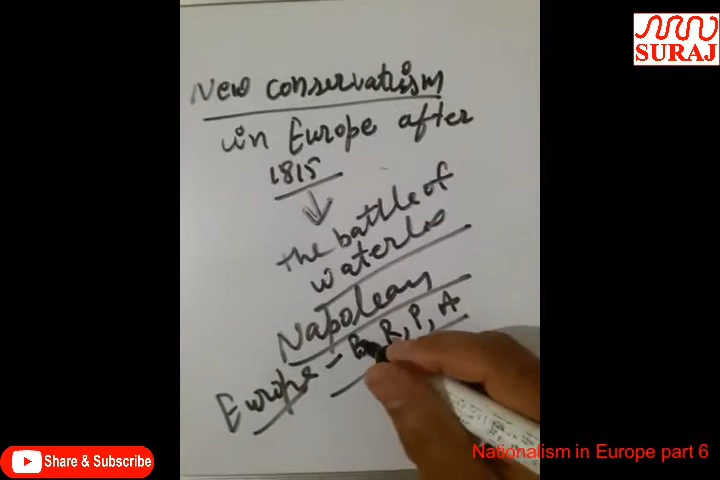 SURAJ
New conservatism
in Europe after
1815
the battle of
waterloo
Napolean
Europe - B, R, P, A
Nationalism in Europe part 6
Share & Subscribe